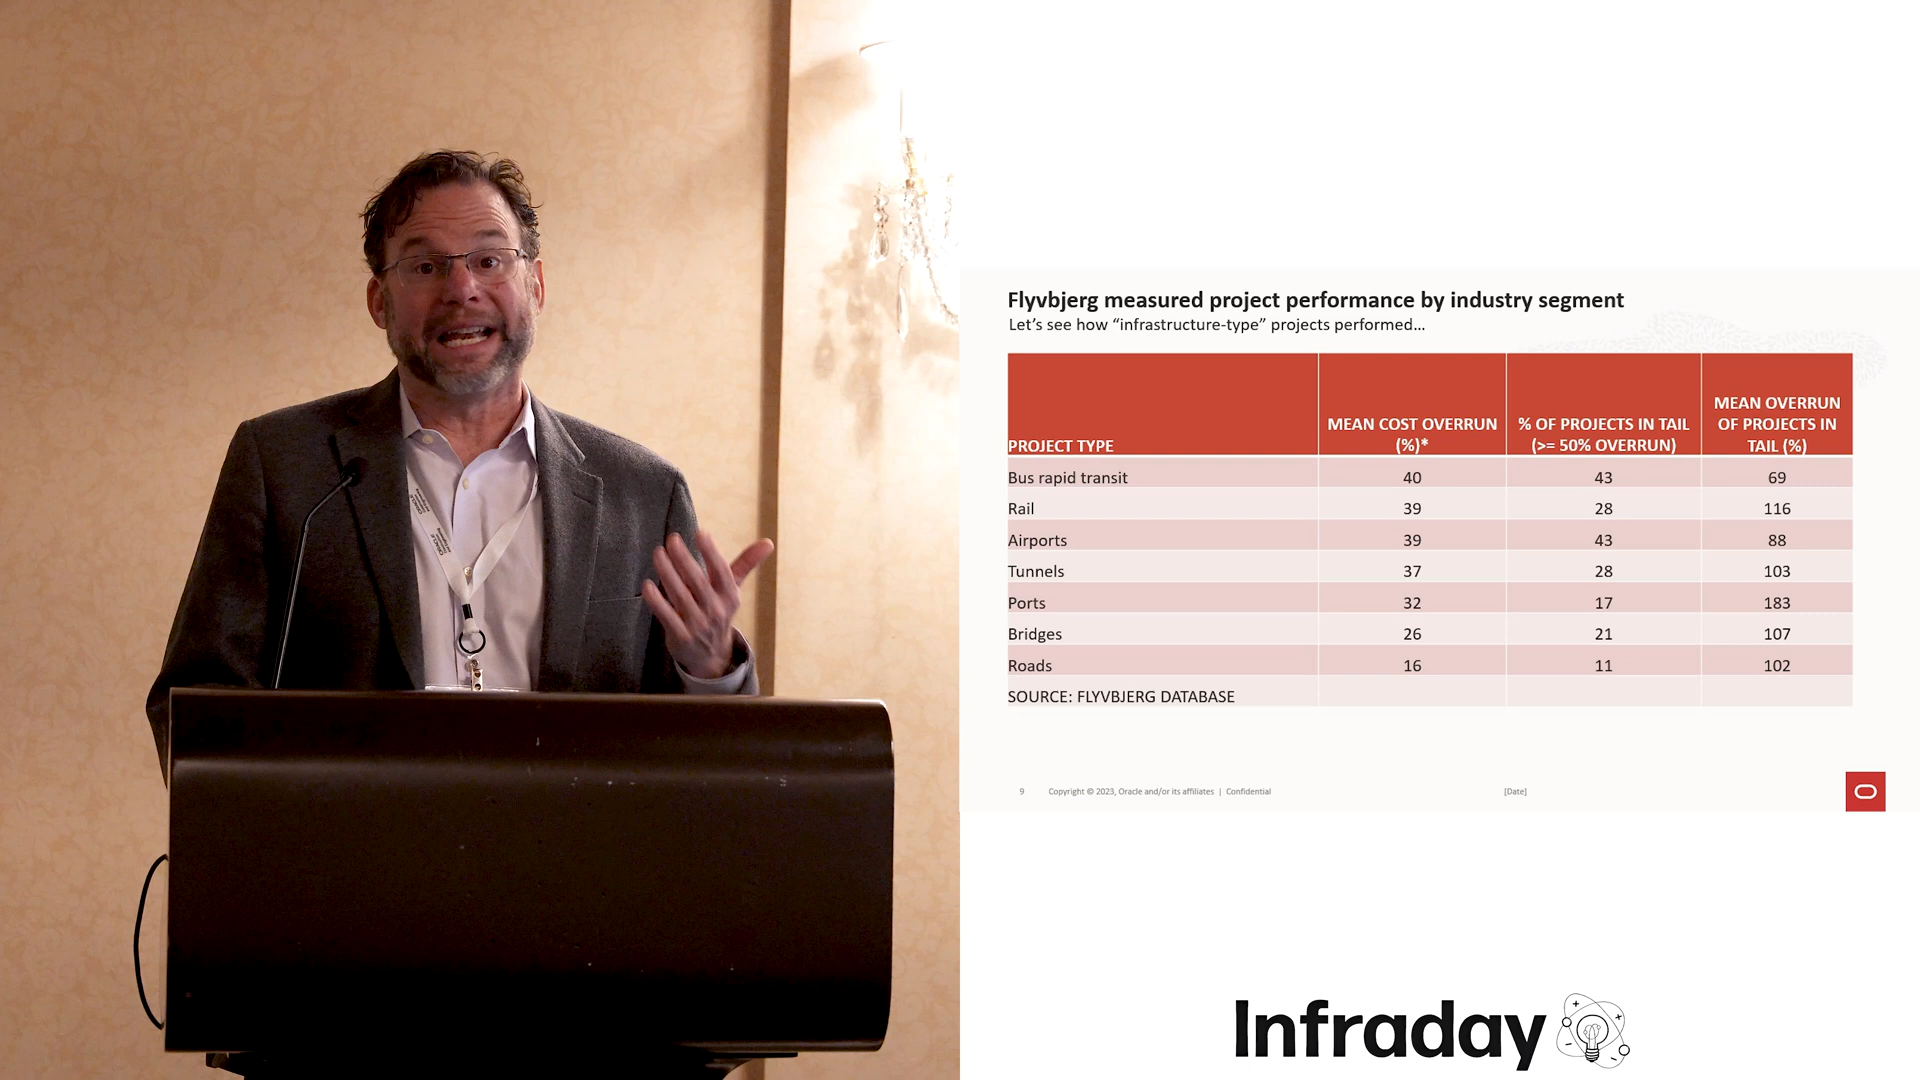 Flyvbjerg measured project performance by industry segment
Let's see how “infrastructure-type” projects performed...
PROJECT TYPE MEAN COST OVERRUN (%)* % OF PROJECTS IN TAIL (>= 50% OVERRUN) MEAN OVERRUN OF PROJECTS IN TAIL (%)
Bus rapid transit 40 43 69
Rail 39 28 116
Airports 39 43 88
Tunnels 37 28 103
Ports 32 17 183
Bridges 26 21 107
Roads 16 11 102
SOURCE: FLYVBJERG DATABASE
9 Copyright © 2023, Oracle and/or its affiliates | Confidential [Date]
Infraday
ORACLE